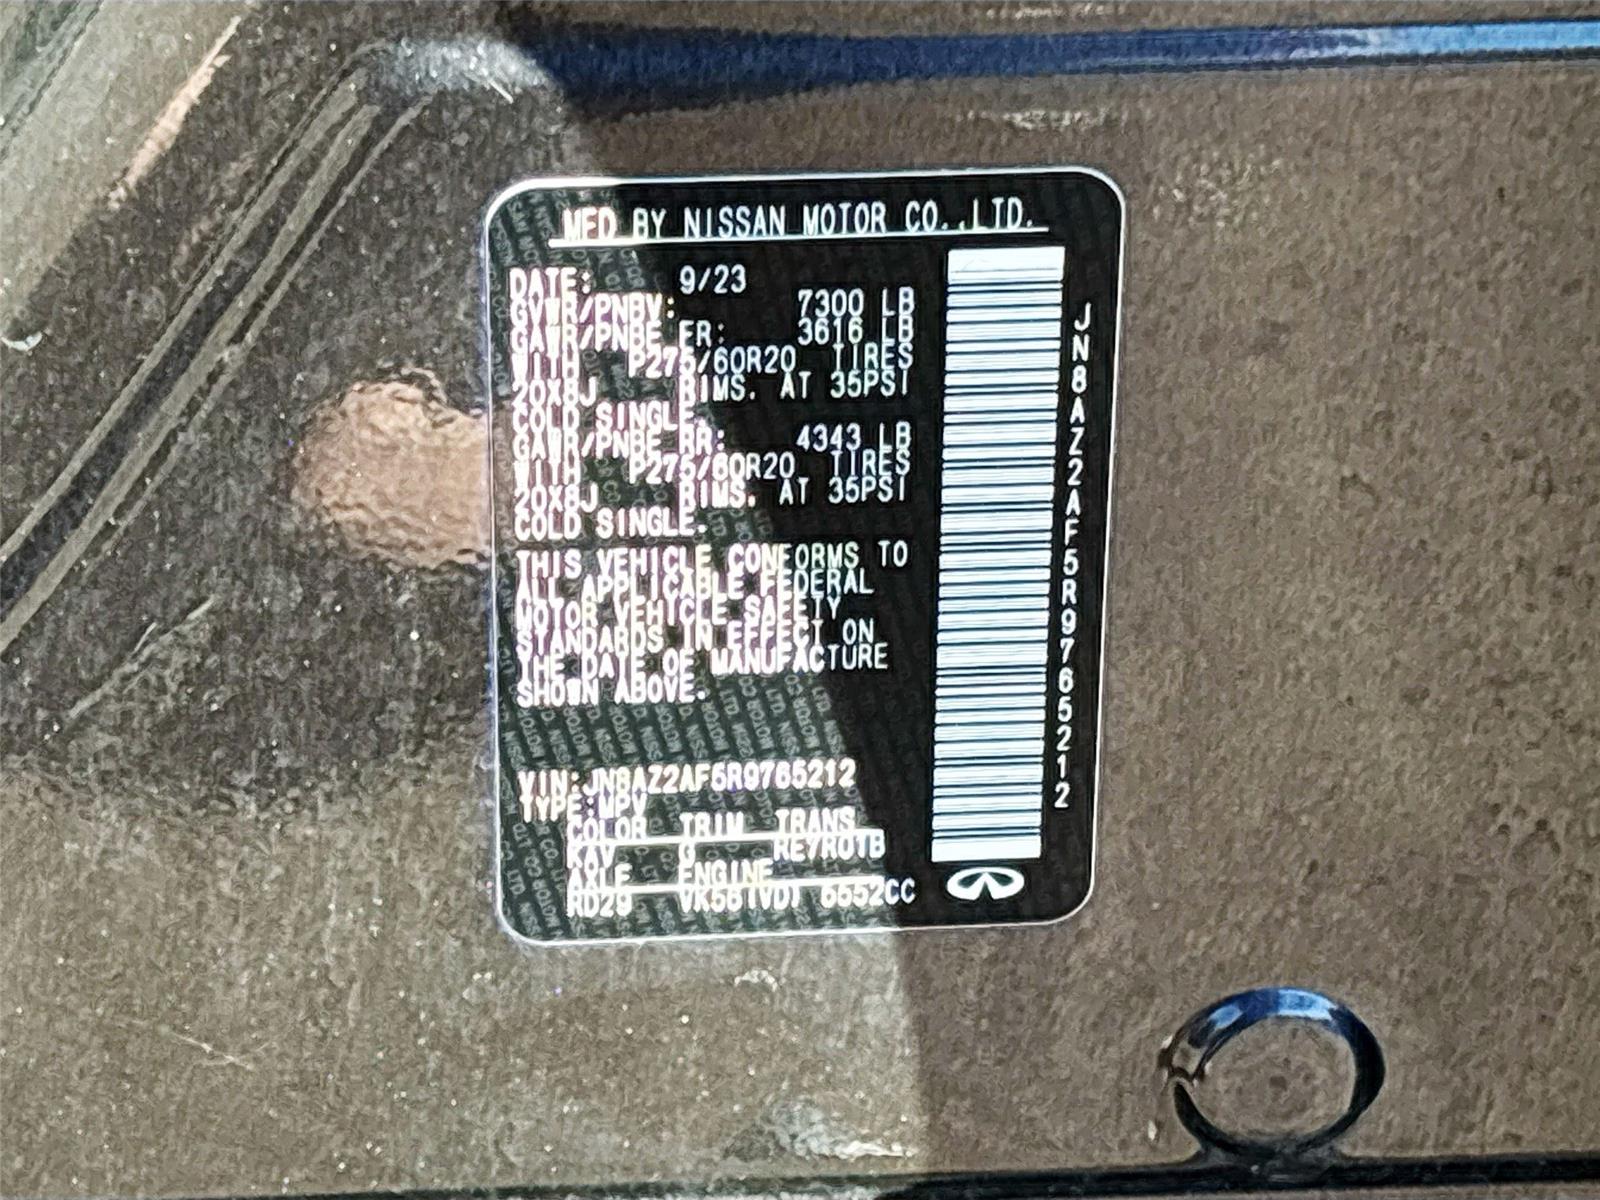 MFD BY NISSAN MOTOR CO.,LTD.
DATE: 9/23
GVWR/PNBV: 7300 LB
GAWR/PNBE FR: 3616 LB
WITH P275/60R20 TIRES
20X8J RIMS. AT 35PSI
COLD SINGLE.
GAWR/PNBE RR: 4343 LB
WITH P275/60R20 TIRES
20X8J RIMS. AT 35PSI
COLD SINGLE.
THIS VEHICLE CONFORMS TO
ALL APPLICABLE FEDERAL
MOTOR VEHICLE SAFETY
STANDARDS IN EFFECT ON
THE DATE OF MANUFACTURE
SHOWN ABOVE.
VIN:JN8AZ2AF5R9765212
TYPE:MPV
COLOR TRIM TRANS
KAV G RE7R01B
AXLE ENGINE
RD29 VK56(VD) 5552CC
JN8AZ2AF5R9765212